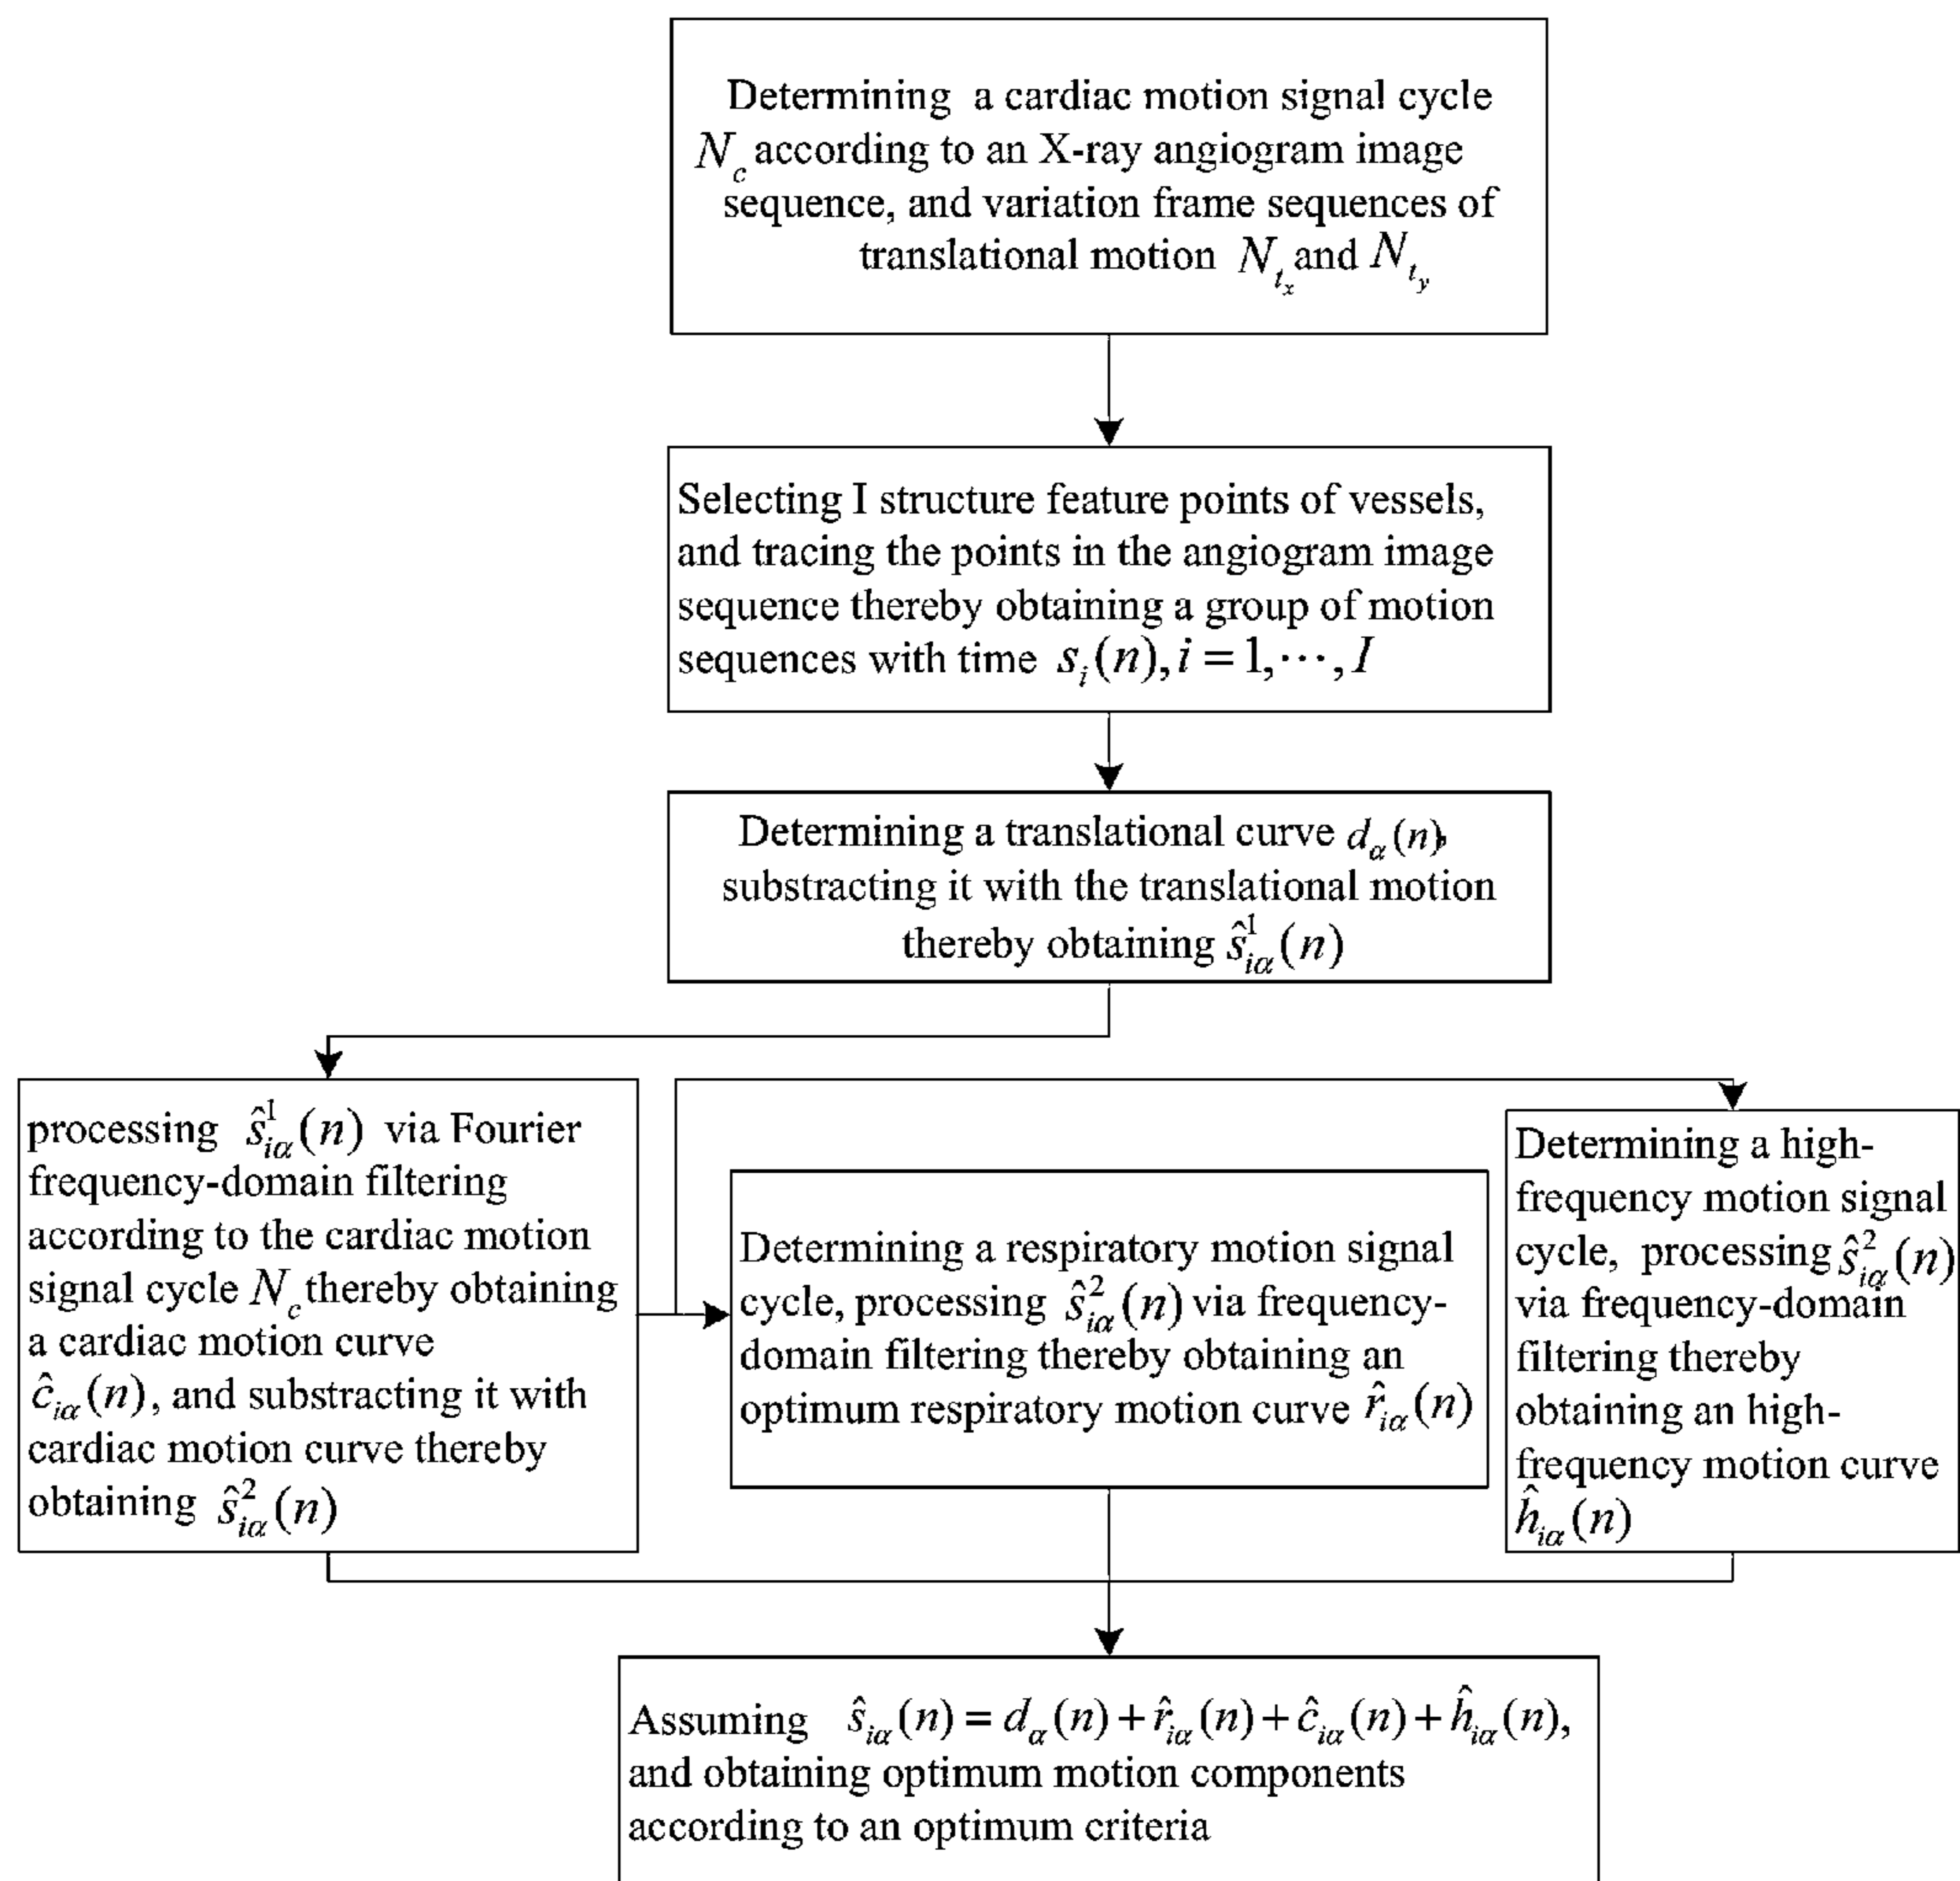 Determining a cardiac motion signal cycle
N_c according to an X-ray angiogram image
sequence, and variation frame sequences of
translational motion N_{t_x} and N_{t_y}
Selecting I structure feature points of vessels,
and tracing the points in the angiogram image
sequence thereby obtaining a group of motion
sequences with time s_i(n), i = 1, ⋯, I
Determining a translational curve d_α(n),
substracting it with the translational motion
thereby obtaining ŝ^1_{iα}(n)
processing ŝ^1_{iα}(n) via Fourier
frequency-domain filtering
according to the cardiac motion
signal cycle N_c thereby obtaining
a cardiac motion curve
ĉ_{iα}(n), and substracting it with
cardiac motion curve thereby
obtaining ŝ^2_{iα}(n)
Determining a respiratory motion signal
cycle, processing ŝ^2_{iα}(n) via frequency-
domain filtering thereby obtaining an
optimum respiratory motion curve r̂_{iα}(n)
Determining a high-
frequency motion signal
cycle, processing ŝ^2_{iα}(n)
via frequency-domain
filtering thereby
obtaining an high-
frequency motion curve
ĥ_{iα}(n)
Assuming ŝ_{iα}(n) = d_α(n) + r̂_{iα}(n) + ĉ_{iα}(n) + ĥ_{iα}(n),
and obtaining optimum motion components
according to an optimum criteria